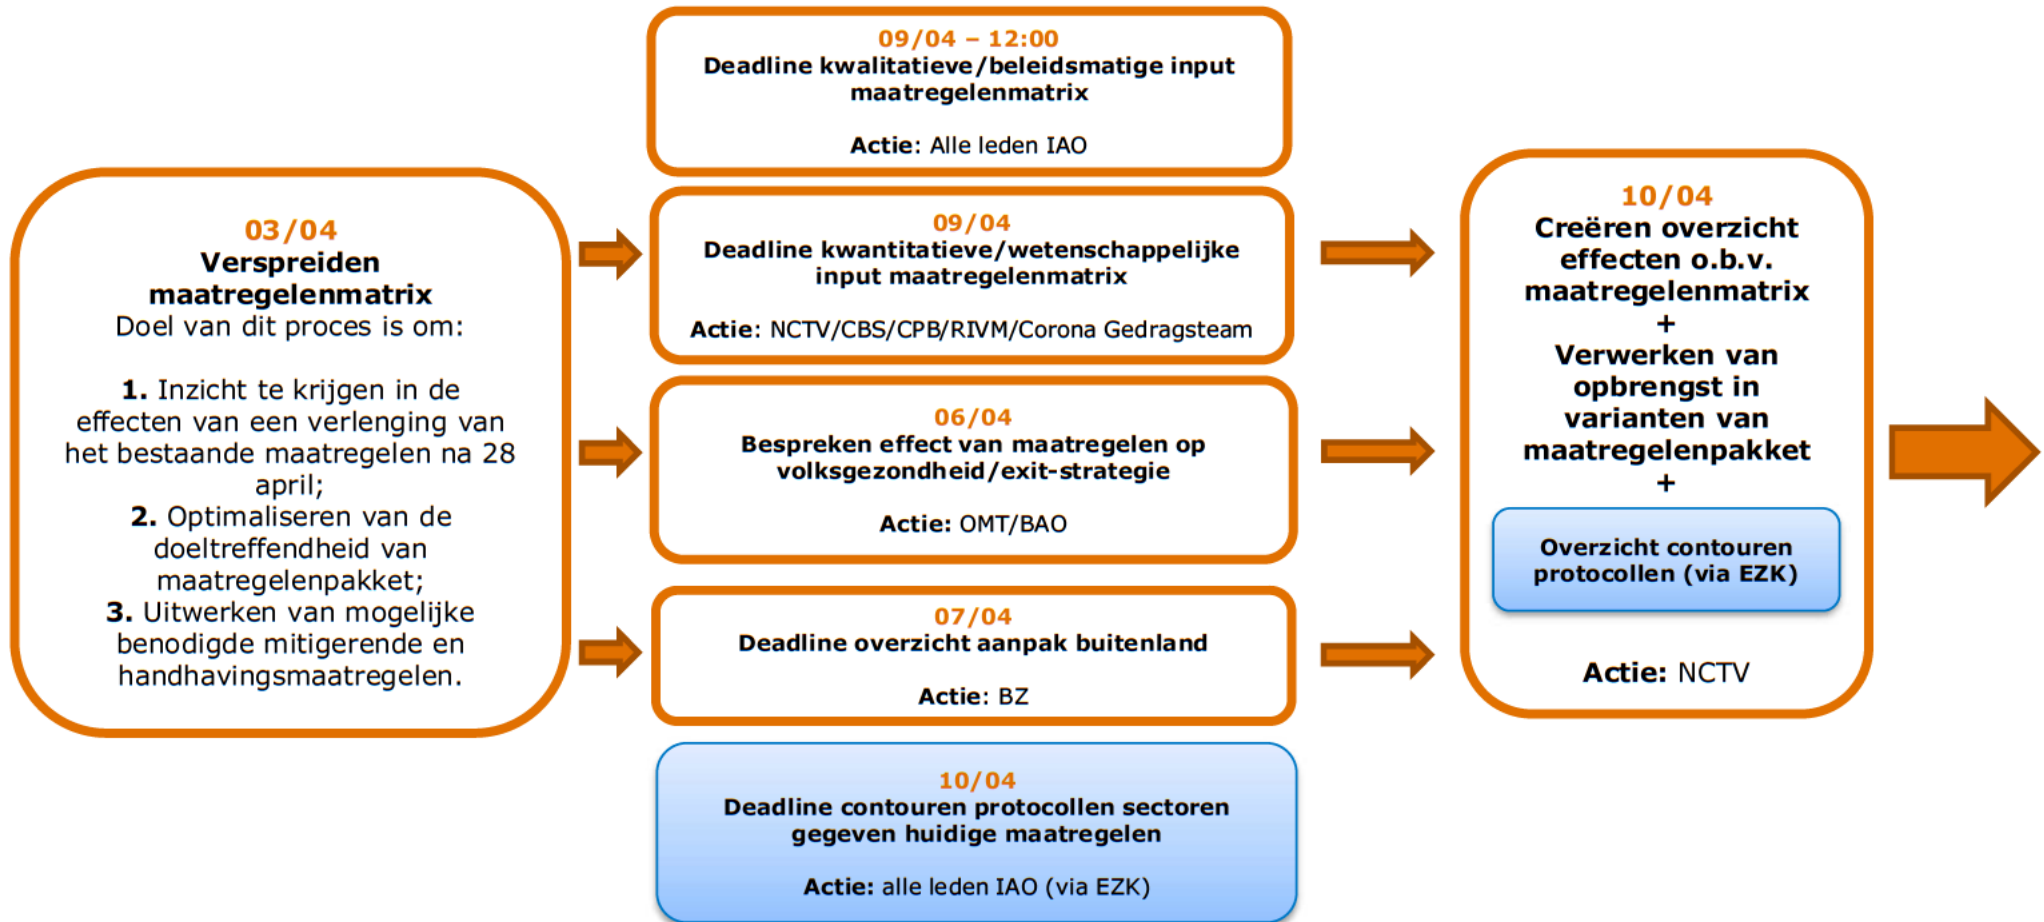 03/04
Verspreiden
maatregelenmatrix
Doel van dit proces is om:
1. Inzicht te krijgen in de
effecten van een verlenging van
het bestaande maatregelen na 28
april;
2. Optimaliseren van de
doeltreffendheid van
maatregelenpakket;
3. Uitwerken van mogelijke
benodigde mitigerende en
handhavingsmaatregelen.
09/04 – 12:00
Deadline kwalitatieve/beleidsmatige input
maatregelenmatrix
Actie: Alle leden IAO
09/04
Deadline kwantitatieve/wetenschappelijke
input maatregelenmatrix
Actie: NCTV/CBS/CPB/RIVM/Corona Gedragsteam
06/04
Bespreken effect van maatregelen op
volksgezondheid/exit-strategie
Actie: OMT/BAO
07/04
Deadline overzicht aanpak buitenland
Actie: BZ
10/04
Deadline contouren protocollen sectoren
gegeven huidige maatregelen
Actie: alle leden IAO (via EZK)
10/04
Creëren overzicht
effecten o.b.v.
maatregelenmatrix
+
Verwerken van
opbrengst in
varianten van
maatregelenpakket
+
Overzicht contouren
protocollen (via EZK)
Actie: NCTV